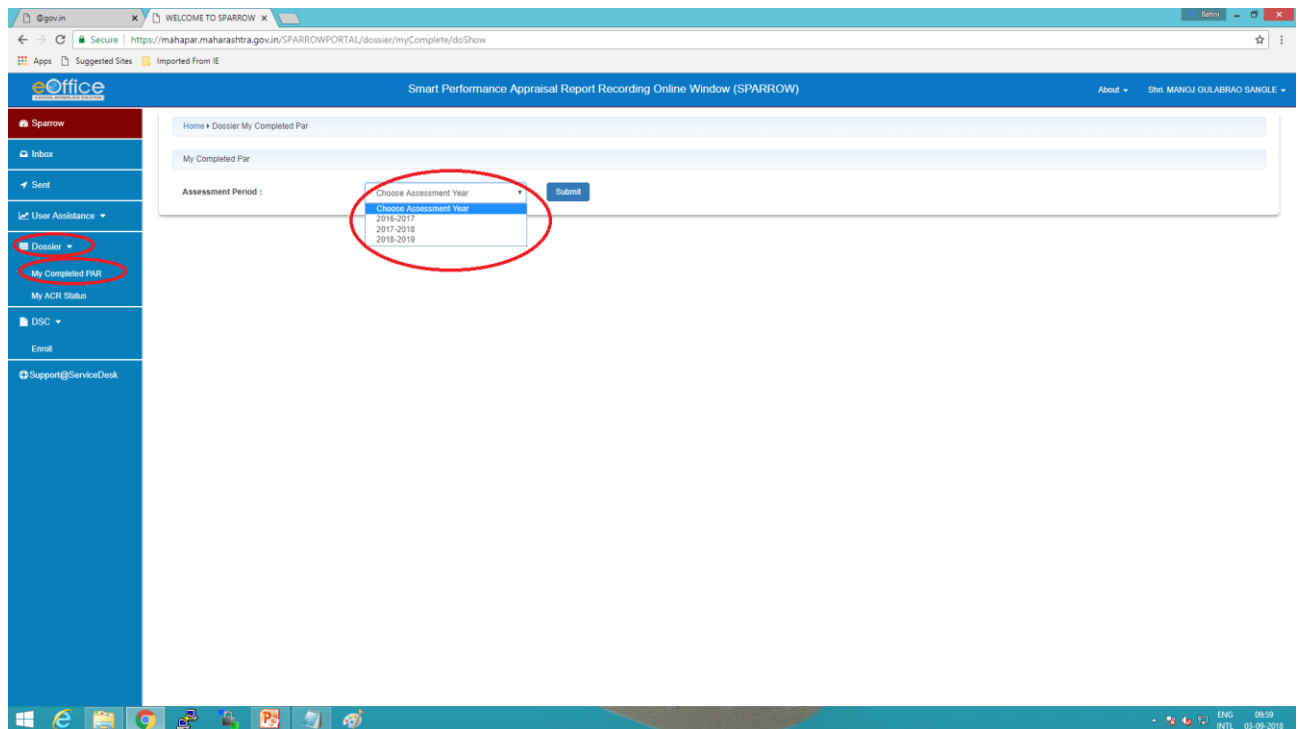 @gov.in
WELCOME TO SPARROW
Bahni
Secure | https://mahapar.maharashtra.gov.in/SPARROWPORTAL/dossier/myComplete/doShow
Apps Suggested Sites Imported From IE
eOffice
A DIGITAL WORKPLACE SOLUTION
Smart Performance Appraisal Report Recording Online Window (SPARROW)
About
Shri. MANOJ GULABRAO SANGLE
Sparrow
Inbox
Sent
User Assistance
Dossier
My Completed PAR
My ACR Status
DSC
Enroll
Support@ServiceDesk
Home Dossier My Completed Par
My Completed Par
Assessment Period :
Choose Assessment Year
Submit
Choose Assessment Year
2016-2017
2017-2018
2018-2019
ENG 09:59
INTL 03-09-2018